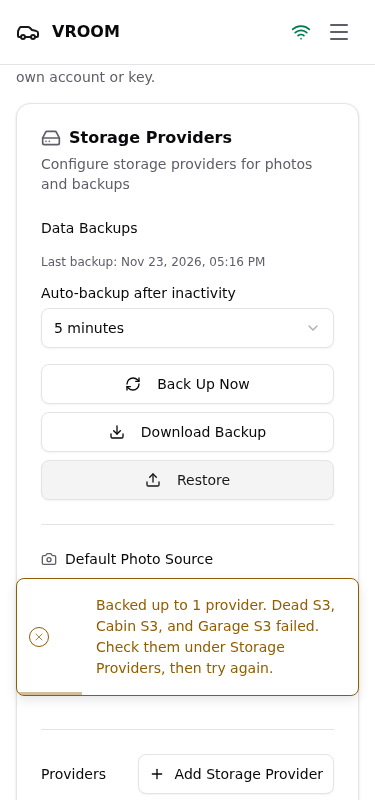 VROOM
own account or key.
Storage Providers
Configure storage providers for photos
and backups
Data Backups
Last backup: Nov 23, 2026, 05:16 PM
Auto-backup after inactivity
5 minutes
Back Up Now
Download Backup
Restore
Default Photo Source
Backed up to 1 provider. Dead S3,
Cabin S3, and Garage S3 failed.
Check them under Storage
Providers, then try again.
Providers
Add Storage Provider